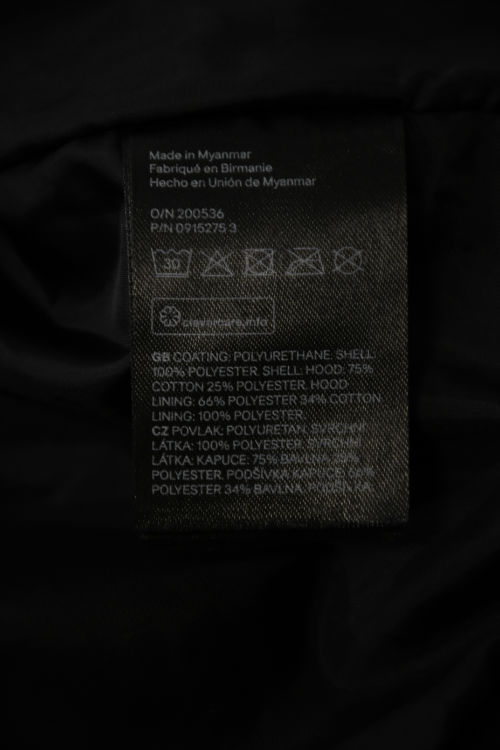 Made in Myanmar
Fabriqué en Birmanie
Hecho en Unión de Myanmar
O/N 200536
P/N 0915275 3
30
clevercare.info
GB COATING: POLYURETHANE. SHELL:
100% POLYESTER. SHELL: HOOD: 75%
COTTON 25% POLYESTER. HOOD
LINING: 66% POLYESTER 34% COTTON
LINING: 100% POLYESTER.
CZ POVLAK: POLYURETAN. SVRCHNÍ
LÁTKA: 100% POLYESTER. SVRCHNÍ
LÁTKA: KAPUCE: 75% BAVLNA 25%
POLYESTER. PODŠÍVKA KAPUCE: 66%
POLYESTER 34% BAVLNA. PODŠÍVKA: